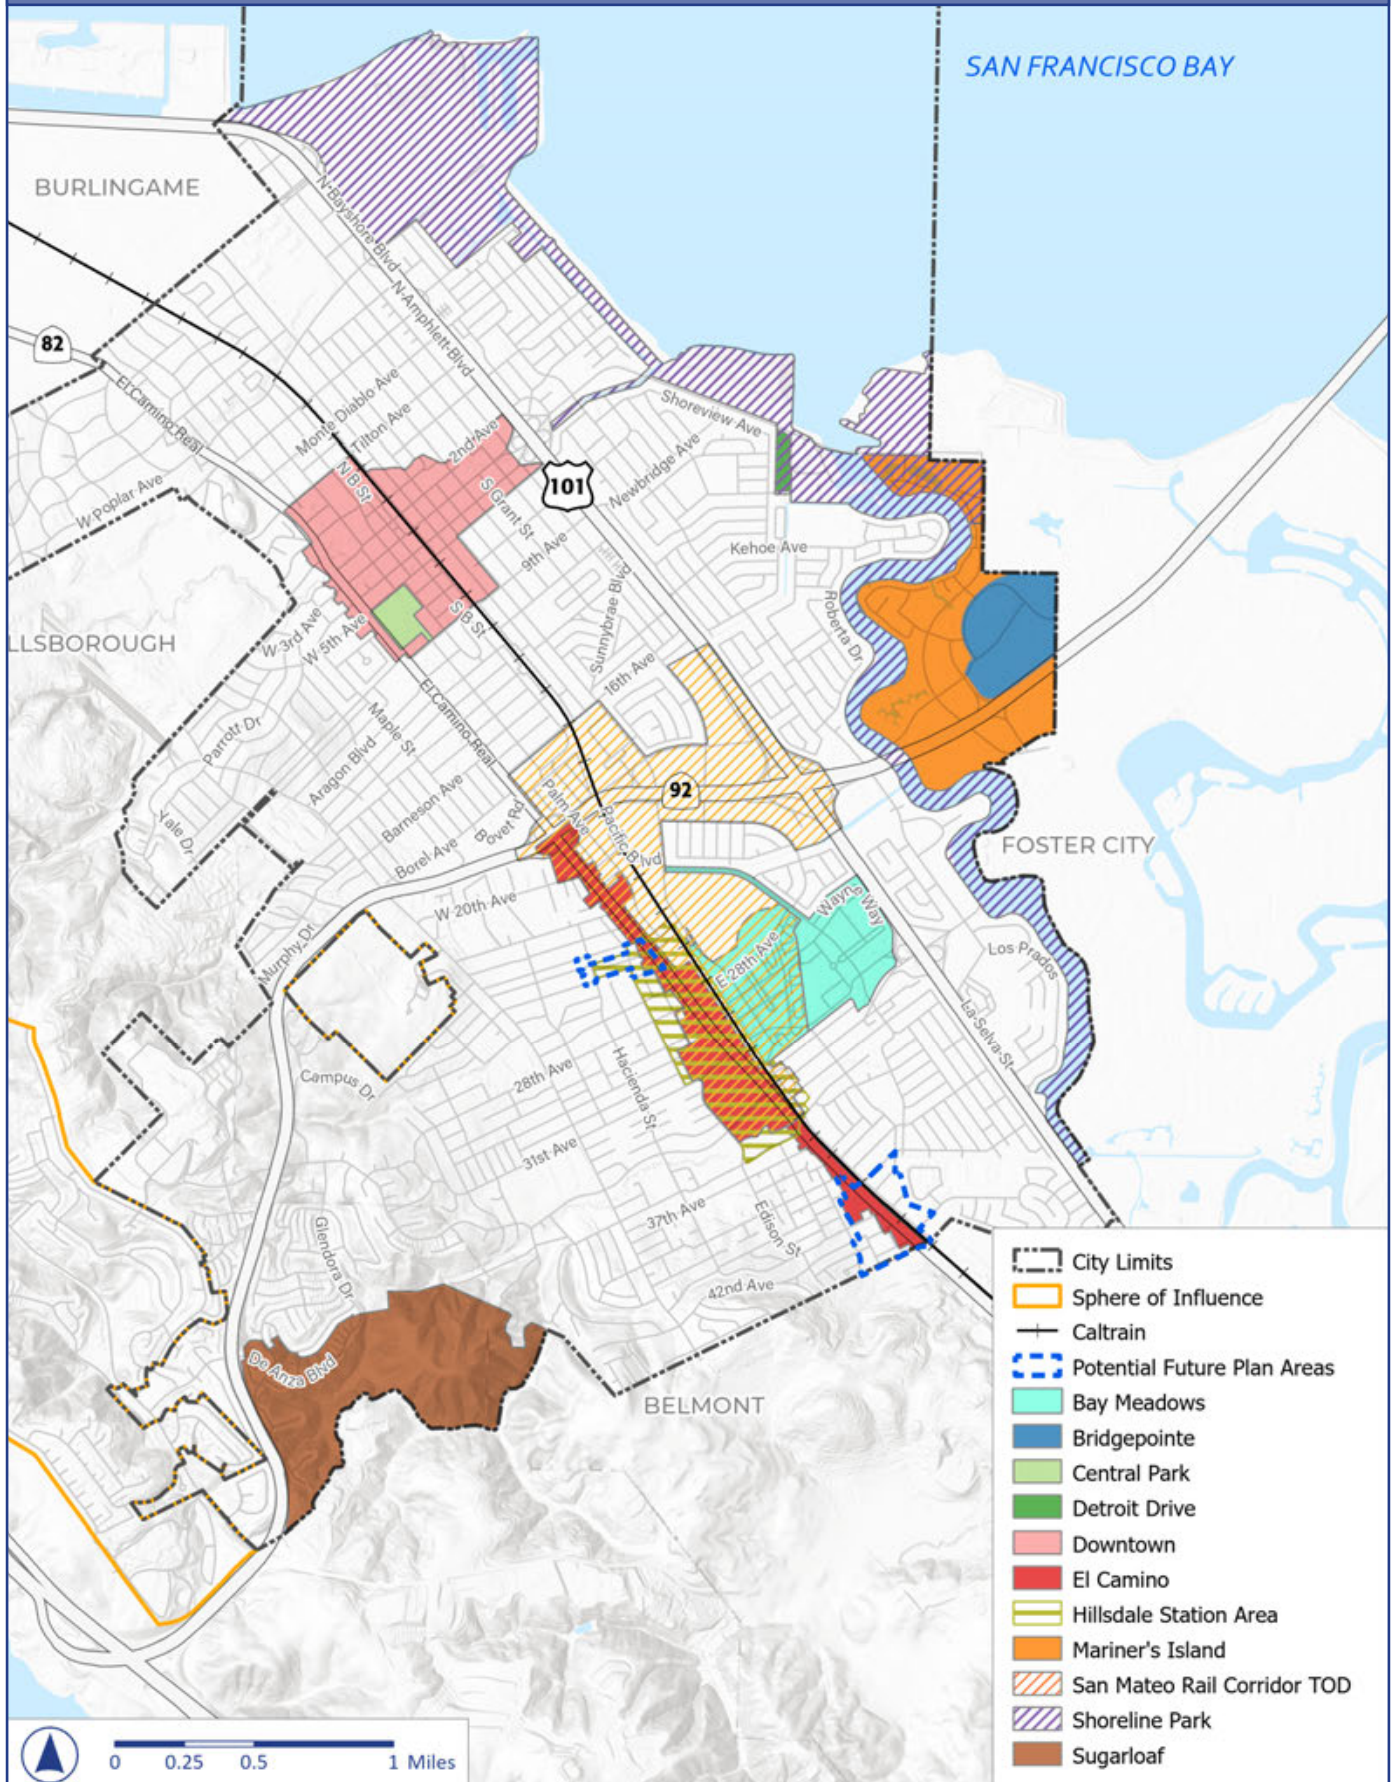 SAN FRANCISCO BAY
BURLINGAME
N Bayshore Blvd
N Amphlett Blvd
82
El Camino Real
Monte Diablo Ave
Tilton Ave
2nd Ave
N B St
Shoreview Ave
101
Newbridge Ave
W Poplar Ave
S Grant St
9th Ave
Kehoe Ave
Sunnybrae Blvd
Roberta Dr
LLSBOROUGH
W 3rd Ave
W 5th Ave
S B St
16th Ave
El Camino Real
Maple St
Parrott Dr
Aragon Blvd
Barneson Ave
Bovet Rd
Palm Ave
92
Pacific Blvd
Yale Dr
Borel Ave
FOSTER CITY
W 20th Ave
Wayne Way
Murphy Dr
E 28th Ave
Los Prados
La Selva St
Campus Dr
28th Ave
Hacienda St
31st Ave
37th Ave
Edison St
Glendora Dr
42nd Ave
De Anza Blvd
BELMONT
City Limits
Sphere of Influence
Caltrain
Potential Future Plan Areas
Bay Meadows
Bridgepointe
Central Park
Detroit Drive
Downtown
El Camino
Hillsdale Station Area
Mariner's Island
San Mateo Rail Corridor TOD
Shoreline Park
Sugarloaf
0 0.25 0.5 1 Miles